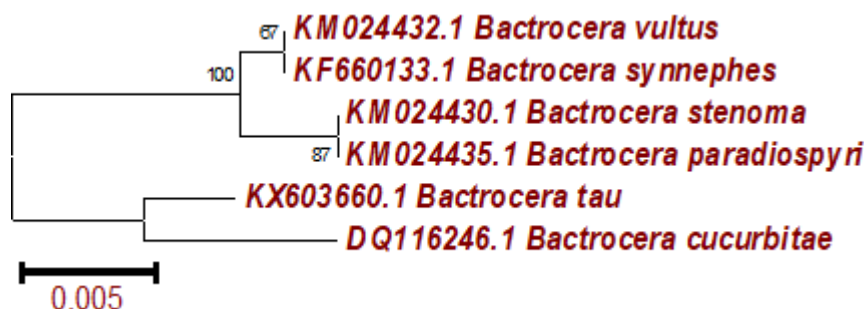 67
KM024432.1 Bactrocera vultus
KF660133.1 Bactrocera synnephes
100
KM024430.1 Bactrocera stenoma
87
KM024435.1 Bactrocera paradiospyri
KX603660.1 Bactrocera tau
DQ116246.1 Bactrocera cucurbitae
0.005